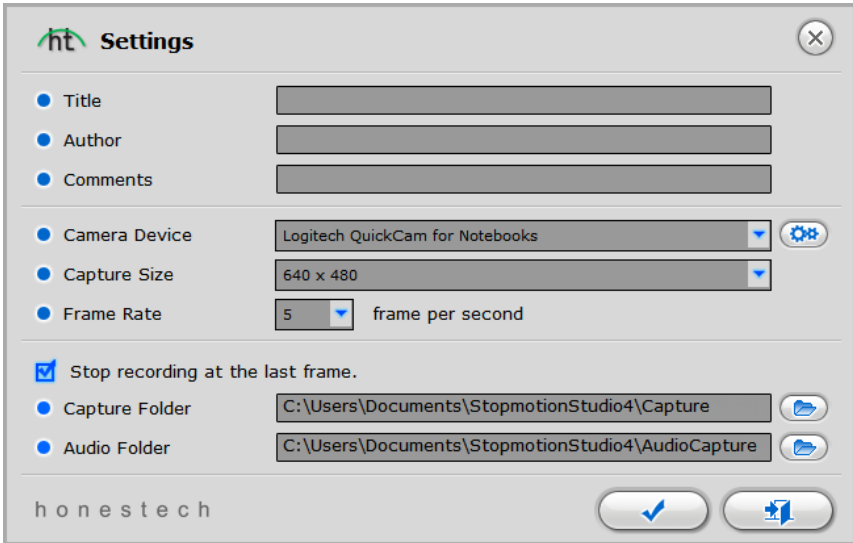 ht Settings
Title
Author
Comments
Camera Device Logitech QuickCam for Notebooks
Capture Size 640 x 480
Frame Rate 5 frame per second
Stop recording at the last frame.
Capture Folder C:\Users\Documents\StopmotionStudio4\Capture
Audio Folder C:\Users\Documents\StopmotionStudio4\AudioCapture
honestech